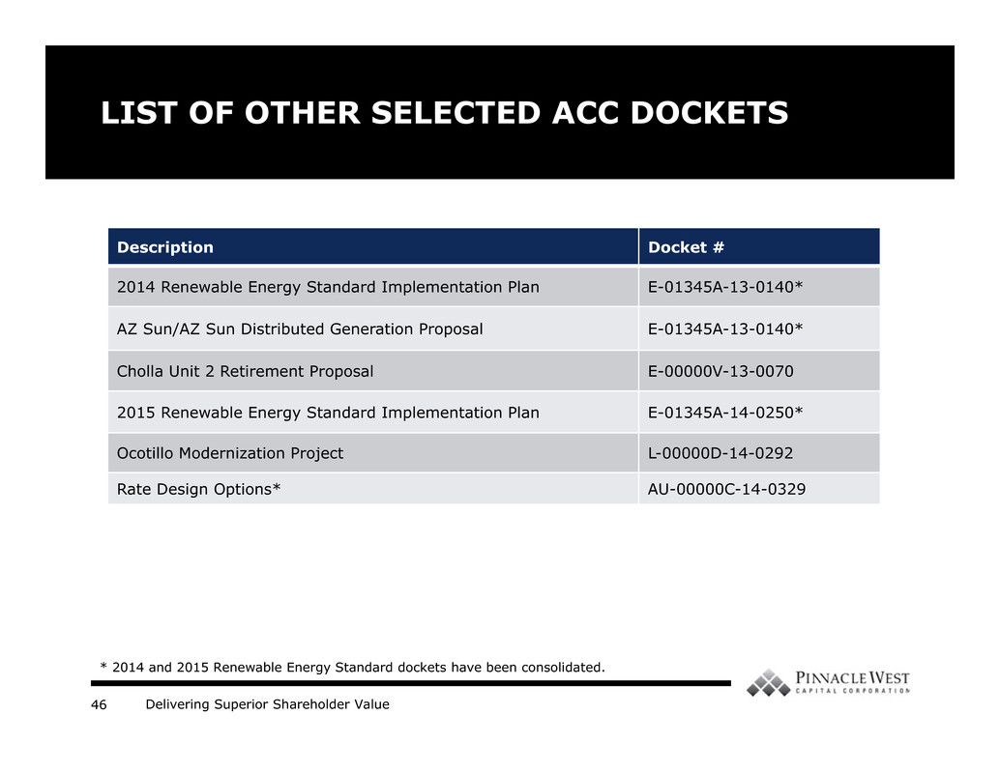 LIST OF OTHER SELECTED ACC DOCKETS
Description Docket #
2014 Renewable Energy Standard Implementation Plan E-01345A-13-0140*
AZ Sun/AZ Sun Distributed Generation Proposal E-01345A-13-0140*
Cholla Unit 2 Retirement Proposal E-00000V-13-0070
2015 Renewable Energy Standard Implementation Plan E-01345A-14-0250*
Ocotillo Modernization Project L-00000D-14-0292
Rate Design Options* AU-00000C-14-0329
* 2014 and 2015 Renewable Energy Standard dockets have been consolidated.
PINNACLE WEST
CAPITAL CORPORATION
46 Delivering Superior Shareholder Value